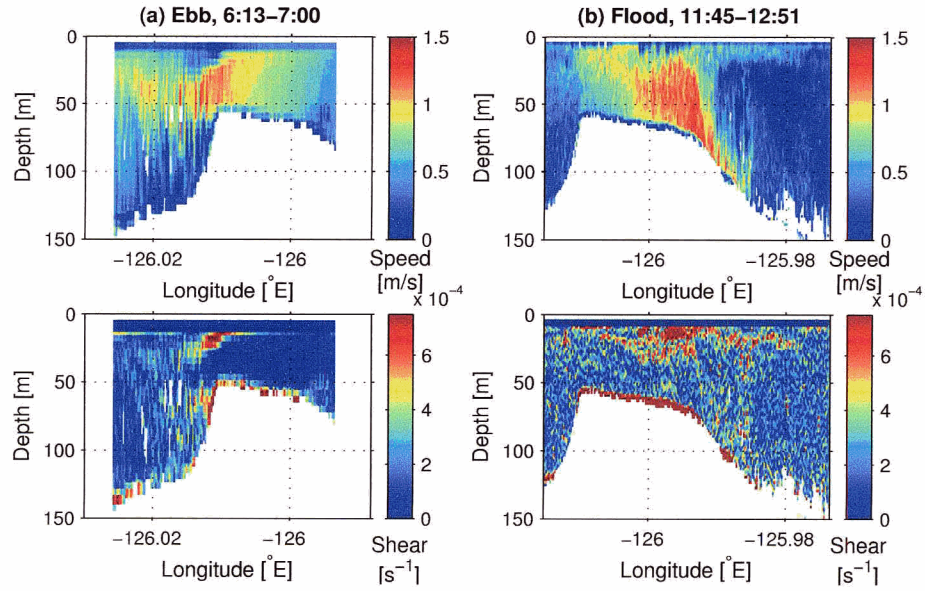 (a) Ebb, 6:13−7:00
(b) Flood, 11:45−12:51
0
50
100
150
Depth [m]
−126.02
−126
Longitude [°E]
1.5
1
0.5
0
Speed
[m/s]
0
50
100
150
Depth [m]
−126
−125.98
Longitude [°E]
1.5
1
0.5
0
Speed
[m/s]
0
50
100
150
Depth [m]
−126.02
−126
Longitude [°E]
x 10−4
6
4
2
0
Shear
[s−1]
0
50
100
150
Depth [m]
−126
−125.98
Longitude [°E]
x 10−4
6
4
2
0
Shear
[s−1]